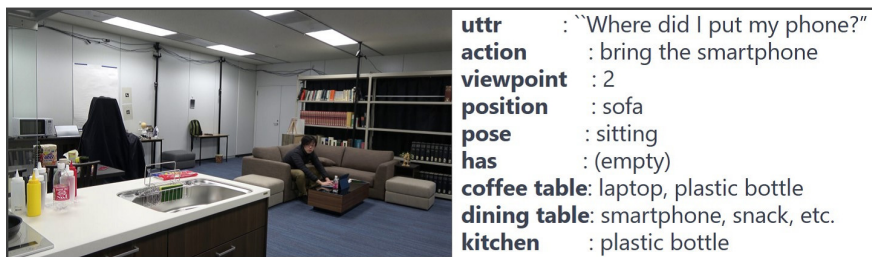 uttr : ``Where did I put my phone?”
action : bring the smartphone
viewpoint : 2
position : sofa
pose : sitting
has : (empty)
coffee table: laptop, plastic bottle
dining table: smartphone, snack, etc.
kitchen : plastic bottle